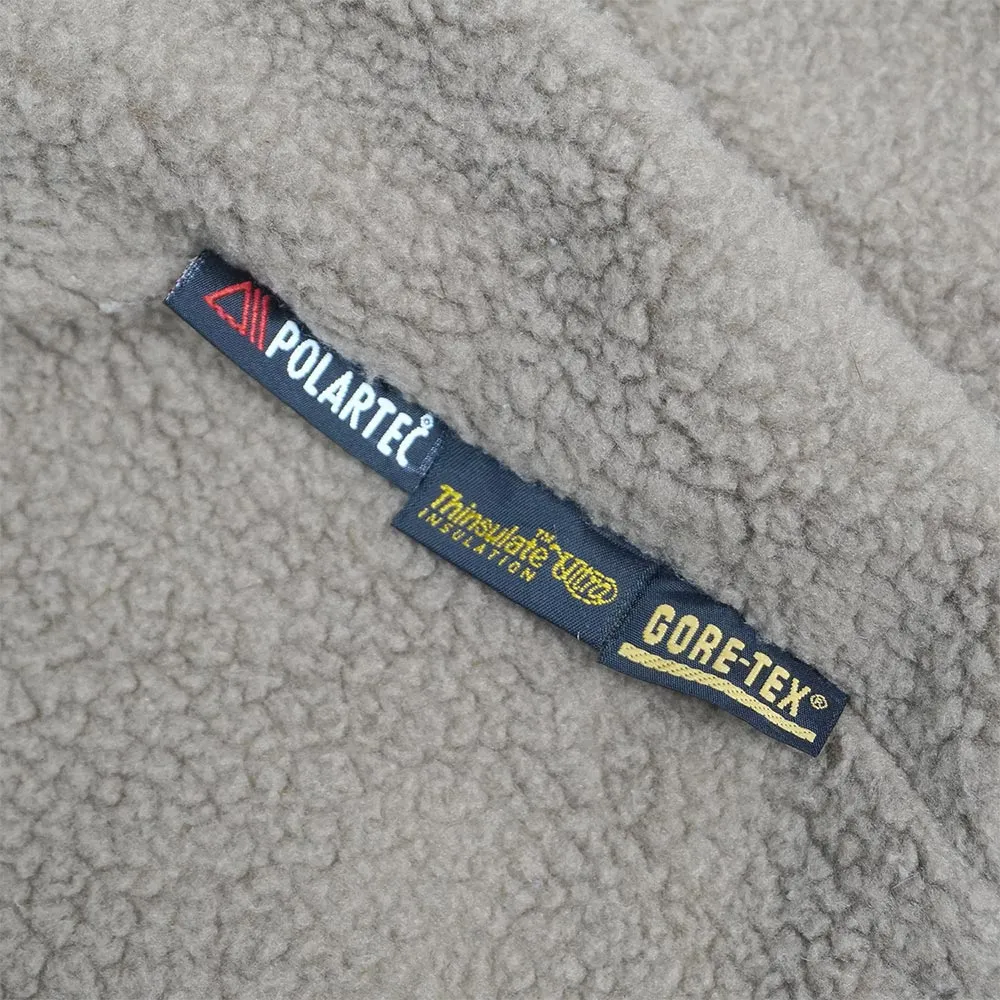 POLARTEC®
Thinsulate™ Ultra
INSULATION
GORE-TEX®